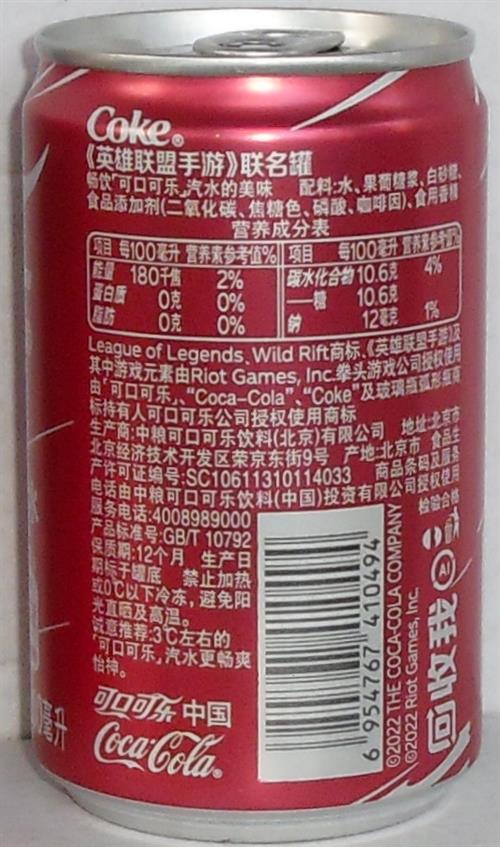 Coke®
《英雄联盟手游》联名罐
畅饮「可口可乐」汽水的美味 配料:水、果葡糖浆、白砂糖、
食品添加剂(二氧化碳、焦糖色、磷酸、咖啡因)、食用香精
营养成分表
项目 每100毫升 营养素参考值% 项目 每100毫升 营养素参考值%
能量 180千焦 2% 碳水化合物 10.6克 4%
蛋白质 0克 0% —糖 10.6克
脂肪 0克 0% 钠 12毫克 1%
League of Legends、Wild Rift商标、《英雄联盟手游》及
其中游戏元素由Riot Games, Inc.拳头游戏公司授权使用
由「可口可乐」、“Coca-Cola”、“Coke”及玻璃瓶弧形瓶商
标持有人可口可乐公司授权使用商标
生产商:中粮可口可乐饮料(北京)有限公司 地址:北京市
北京经济技术开发区荣京东街9号 产地:北京市 食品生
产许可证编号:SC10611310114033 商品条码及服务
电话由中粮可口可乐饮料(中国)投资有限公司授权使用
服务电话:4008989000 检验合格
产品标准号:GB/T 10792
保质期:12个月 生产日
期标于罐底 禁止加热
或0℃以下冷冻,避免阳
光直晒及高温。
诚意推荐:3℃左右的
「可口可乐」汽水更畅爽
怡神。
可口可乐 中国
Coca-Cola®
6 954767 410494
©2022 THE COCA-COLA COMPANY
©2022 Riot Games, Inc.
回收我
Al
毫升